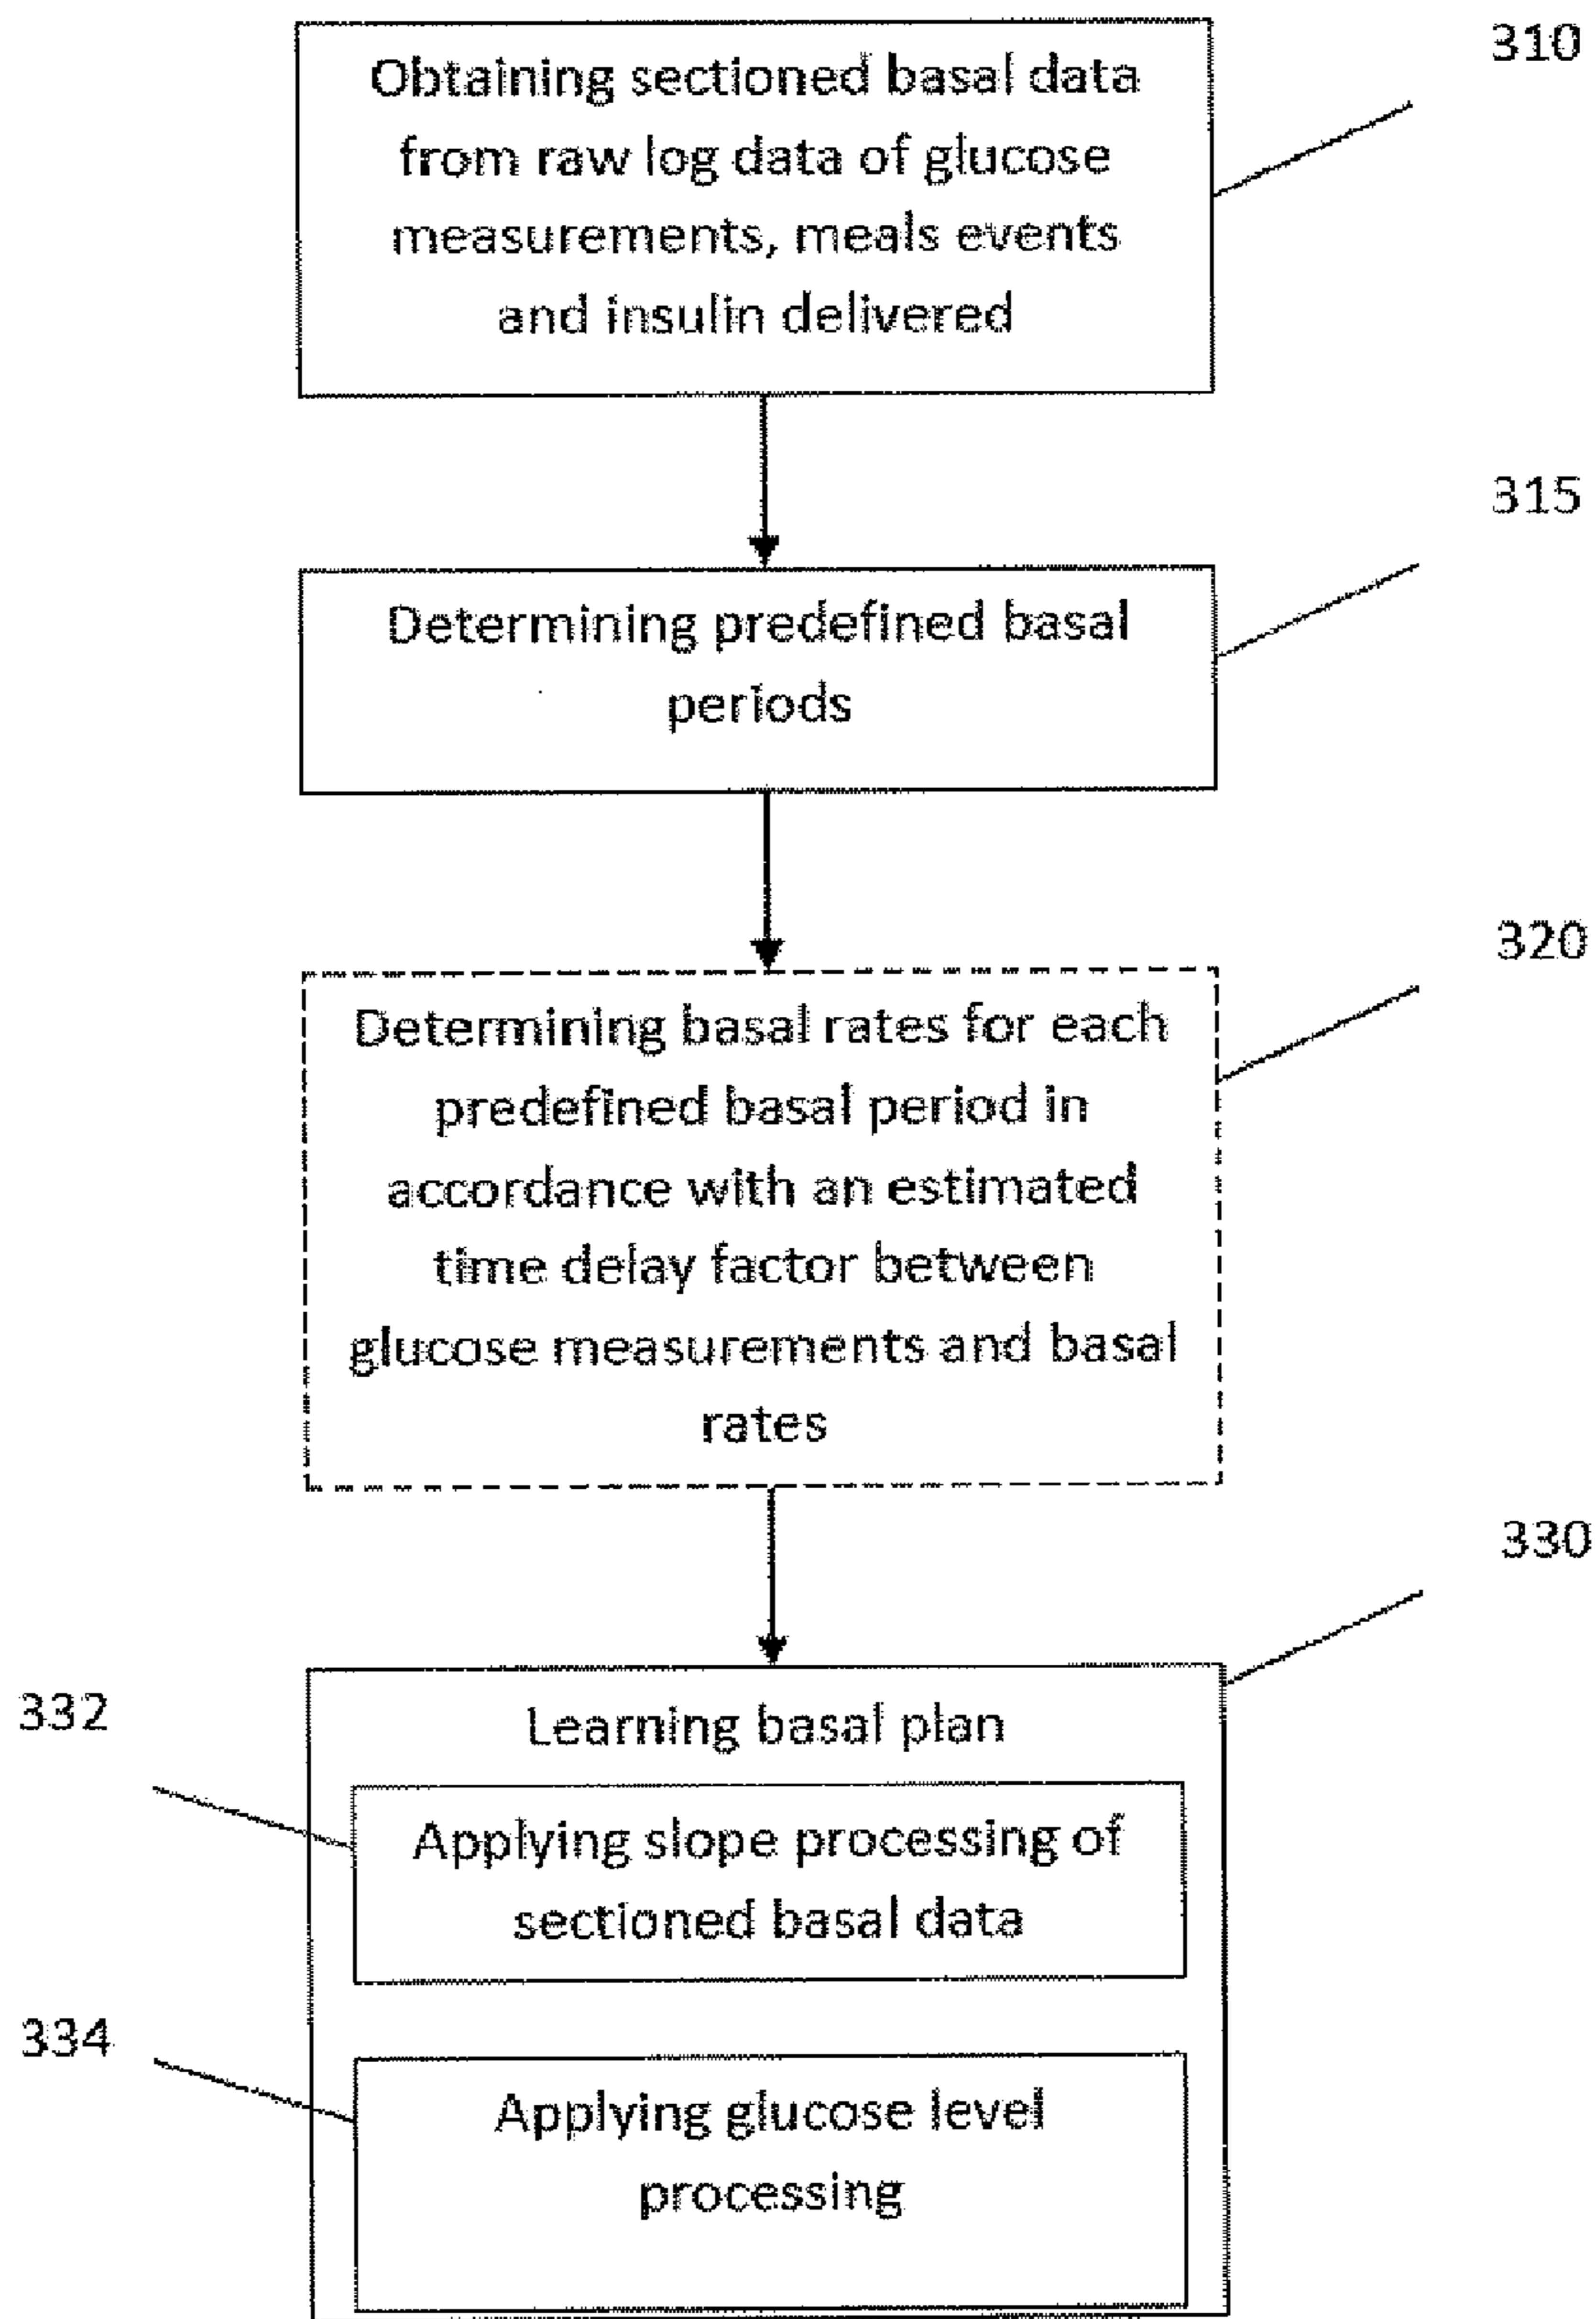 310
Obtaining sectioned basal data
from raw log data of glucose
measurements, meals events
and insulin delivered
315
Determining predefined basal
periods
320
Determining basal rates for each
predefined basal period in
accordance with an estimated
time delay factor between
glucose measurements and basal
rates
330
Learning basal plan
332
Applying slope processing of
sectioned basal data
334
Applying glucose level
processing